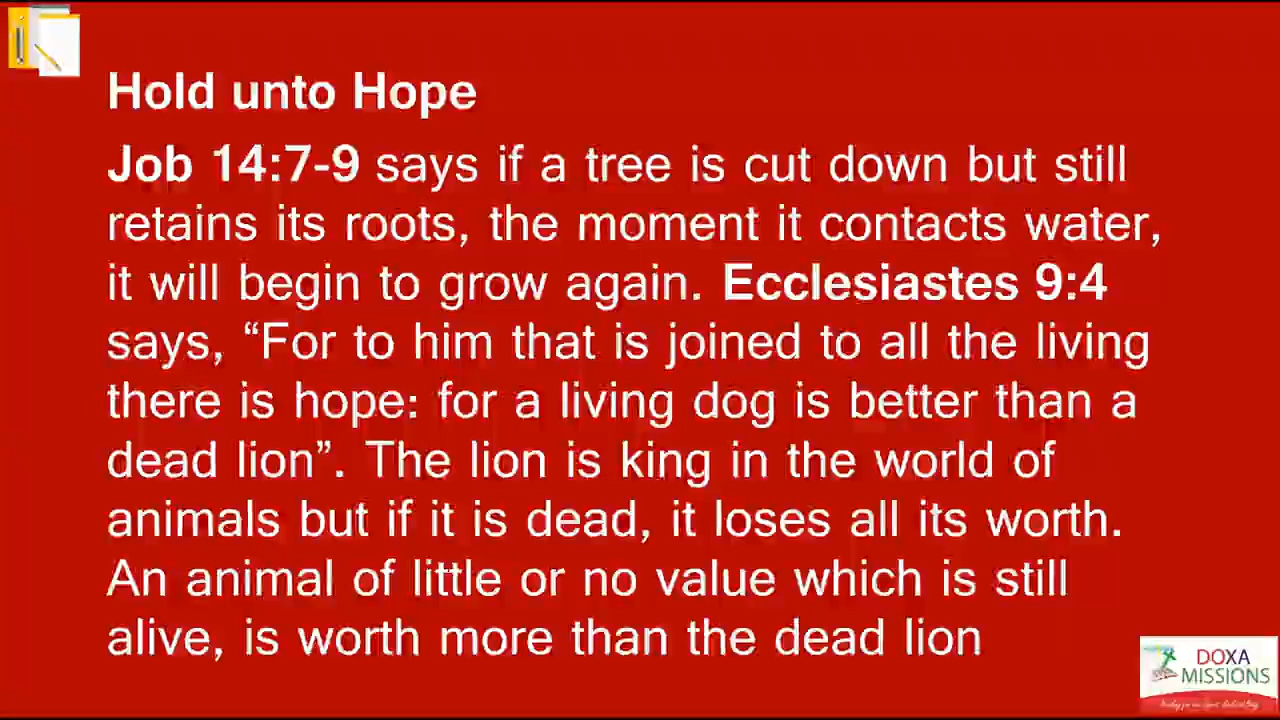 Hold unto Hope
Job 14:7-9 says if a tree is cut down but still
retains its roots, the moment it contacts water,
it will begin to grow again. Ecclesiastes 9:4
says, “For to him that is joined to all the living
there is hope: for a living dog is better than a
dead lion”. The lion is king in the world of
animals but if it is dead, it loses all its worth.
An animal of little or no value which is still
alive, is worth more than the dead lion
DOXA
MISSIONS